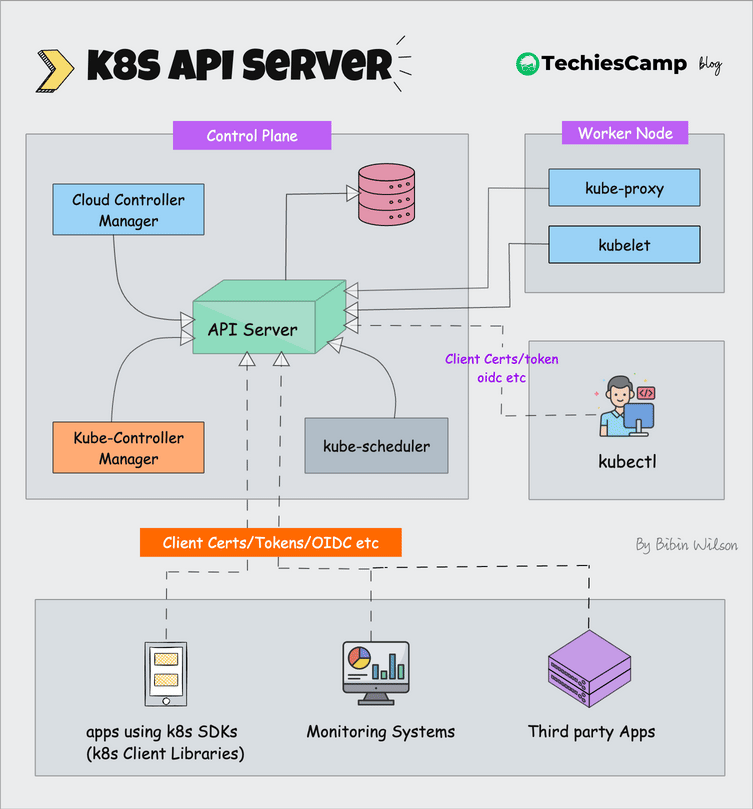 K8S API SERVER
TechiesCamp blog
Control Plane
Worker Node
Cloud Controller
Manager
kube-proxy
kubelet
API Server
Client Certs/token
oidc etc
Kube-Controller
Manager
kube-scheduler
kubectl
Client Certs/Tokens/OIDC etc
By Bibin Wilson
apps using k8s SDKs
(k8s Client Libraries)
Monitoring Systems
Third party Apps